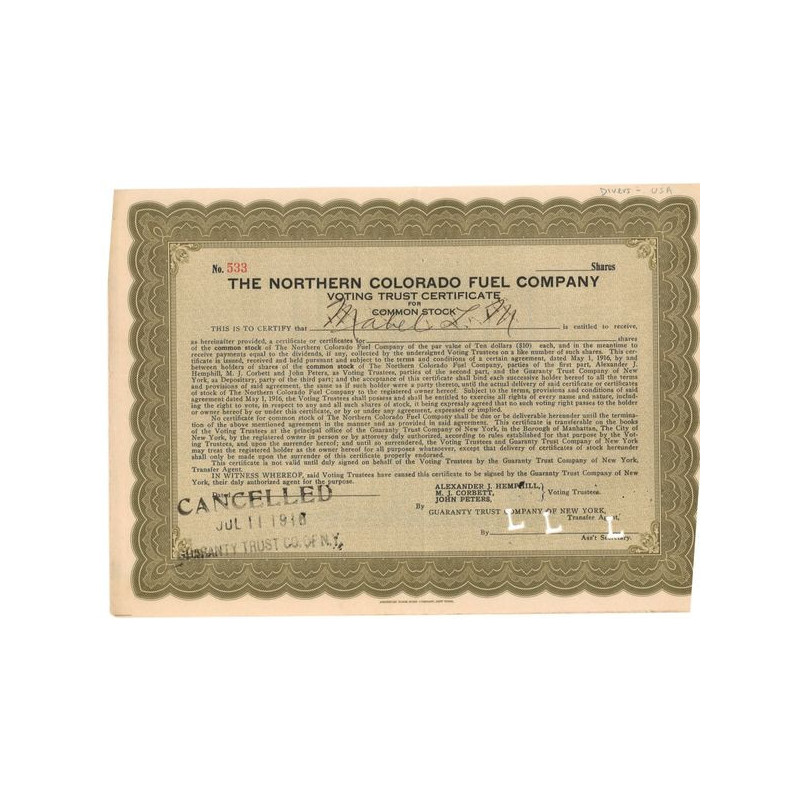 Divers - USA
No. 533 Shares
THE NORTHERN COLORADO FUEL COMPANY
VOTING TRUST CERTIFICATE
FOR
COMMON STOCK
THIS IS TO CERTIFY that Mabel L. M is entitled to receive,
as hereinafter provided, a certificate or certificates for shares
of the common stock of The Northern Colorado Fuel Company of the par value of Ten dollars ($10) each, and in the meantime to
receive payments equal to the dividends, if any, collected by the undersigned Voting Trustees on a like number of such shares. This cer-
tificate is issued, received and held pursuant to and subject to the terms and conditions of a certain agreement, dated May 1, 1916, by and
between holders of shares of the common stock of The Northern Colorado Fuel Company, parties of the first part, Alexander J.
Hemphill, M. J. Corbett and John Peters, as Voting Trustees, parties of the second part, and the Guaranty Trust Company of New
York, as Depositary, party of the third part; and the acceptance of this certificate shall bind each successive holder hereof to all the terms
and provisions of said agreement, the same as if such holder were a party thereto, until the actual delivery of said certificate or certificates
of stock of The Northern Colorado Fuel Company to the registered owner hereof. Subject to the terms, provisions and conditions of said
agreement dated May 1, 1916, the Voting Trustees shall possess and shall be entitled to exercise all rights of every name and nature, includ-
ing the right to vote, in respect to any and all such shares of stock, it being expressly agreed that no such voting right passes to the holder
or owner hereof by or under this certificate, or by or under any agreement, expressed or implied.
No certificate for common stock of The Northern Colorado Fuel Company shall be due or be deliverable hereunder until the termina-
tion of the above mentioned agreement in the manner and as provided in said agreement. This certificate is transferable on the books
of the Voting Trustees at the principal office of the Guaranty Trust Company of New York, in the Borough of Manhattan, The City of
New York, by the registered owner in person or by attorney duly authorized, according to rules established for that purpose by the Vot-
ing Trustees, and upon the surrender hereof; and until so surrendered, the Voting Trustees and Guaranty Trust Company of New York
may treat the registered holder as the owner hereof for all purposes whatsoever, except that delivery of certificates of stock hereunder
shall only be made upon the surrender of this certificate properly endorsed.
This certificate is not valid until duly signed on behalf of the Voting Trustees by the Guaranty Trust Company of New York,
Transfer Agent.
IN WITNESS WHEREOF, said Voting Trustees have caused this certificate to be signed by the Guaranty Trust Company of New
York, their duly authorized agent for the purpose.
ALEXANDER J. HEMPHILL,
M. J. CORBETT,
JOHN PETERS,
Voting Trustees.
By
GUARANTY TRUST COMPANY OF NEW YORK,
Transfer Agent,
By
Ass't Secretary.
CANCELLED
JUL 11 1918
GUARANTY TRUST CO. OF N.Y.